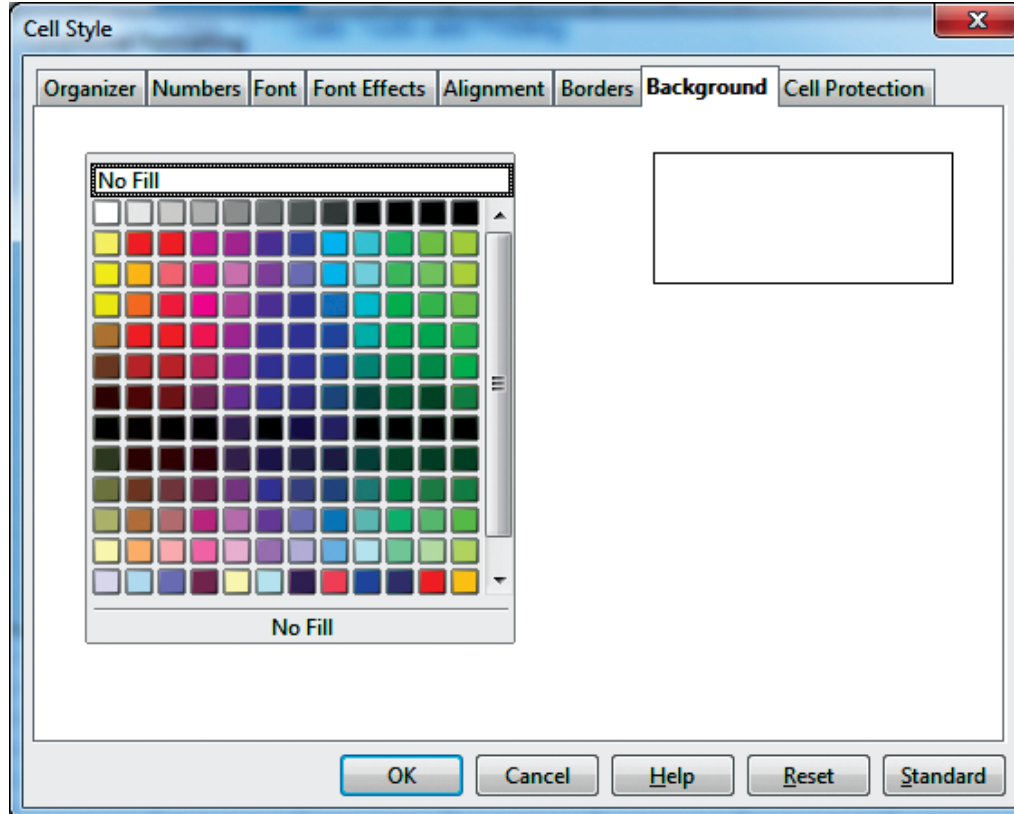 Cell Style
X
Organizer Numbers Font Font Effects Alignment Borders Background Cell Protection
No Fill
No Fill
OK Cancel Help Reset Standard